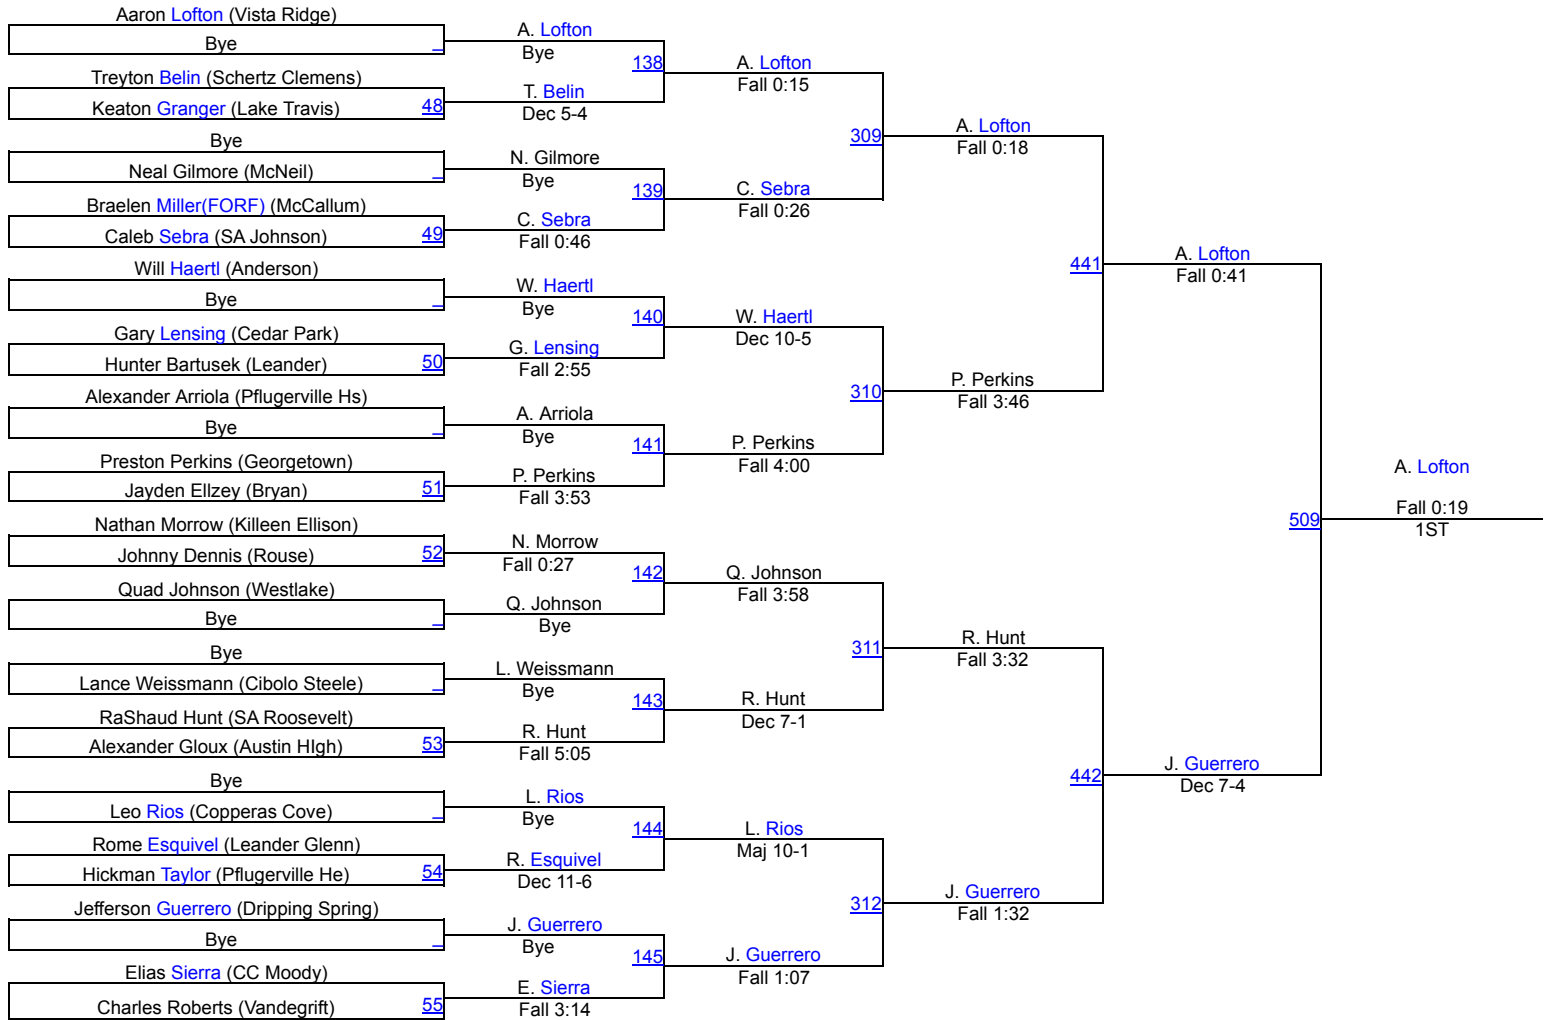 Aaron Lofton (Vista Ridge)
Bye
Treyton Belin (Schertz Clemens)
Keaton Granger (Lake Travis)
48
Bye
Neal Gilmore (McNeil)
Braelen Miller(FORF) (McCallum)
Caleb Sebra (SA Johnson)
49
Will Haertl (Anderson)
Bye
Gary Lensing (Cedar Park)
Hunter Bartusek (Leander)
50
Alexander Arriola (Pflugerville Hs)
Bye
Preston Perkins (Georgetown)
Jayden Ellzey (Bryan)
51
Nathan Morrow (Killeen Ellison)
Johnny Dennis (Rouse)
52
Quad Johnson (Westlake)
Bye
Bye
Lance Weissmann (Cibolo Steele)
RaShaud Hunt (SA Roosevelt)
Alexander Gloux (Austin HIgh)
53
Bye
Leo Rios (Copperas Cove)
Rome Esquivel (Leander Glenn)
Hickman Taylor (Pflugerville He)
54
Jefferson Guerrero (Dripping Spring)
Bye
Elias Sierra (CC Moody)
Charles Roberts (Vandegrift)
55
A. Lofton
Bye
138
T. Belin
Dec 5-4
N. Gilmore
Bye
139
C. Sebra
Fall 0:46
W. Haertl
Bye
140
G. Lensing
Fall 2:55
A. Arriola
Bye
141
P. Perkins
Fall 3:53
N. Morrow
Fall 0:27
142
Q. Johnson
Bye
L. Weissmann
Bye
143
R. Hunt
Fall 5:05
L. Rios
Bye
144
R. Esquivel
Dec 11-6
J. Guerrero
Bye
145
E. Sierra
Fall 3:14
A. Lofton
Fall 0:15
309
C. Sebra
Fall 0:26
W. Haertl
Dec 10-5
310
P. Perkins
Fall 4:00
Q. Johnson
Fall 3:58
311
R. Hunt
Dec 7-1
L. Rios
Maj 10-1
312
J. Guerrero
Fall 1:07
A. Lofton
Fall 0:18
441
P. Perkins
Fall 3:46
R. Hunt
Fall 3:32
442
J. Guerrero
Fall 1:32
A. Lofton
Fall 0:41
509
J. Guerrero
Dec 7-4
A. Lofton
Fall 0:19
1ST